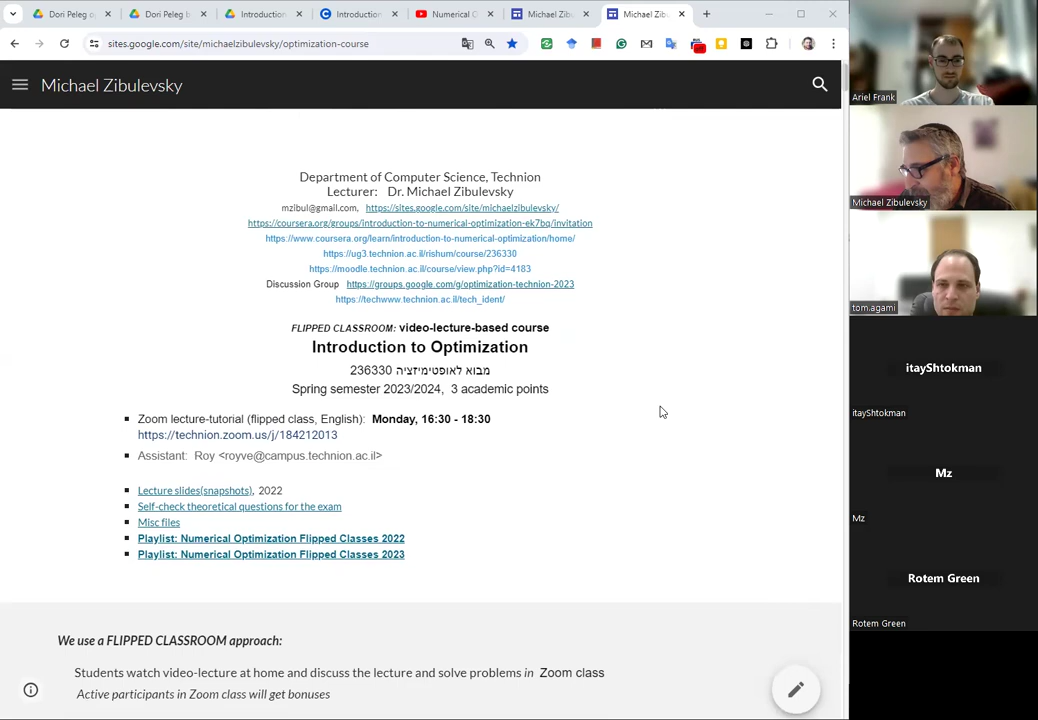 Dori Peleg o
Dori Peleg b
Introduction
Introduction
Numerical O
Michael Zibu
Michael Zib
sites.google.com/site/michaelzibulevsky/optimization-course
Michael Zibulevsky
Department of Computer Science, Technion
Lecturer: Dr. Michael Zibulevsky
mzibul@gmail.com, https://sites.google.com/site/michaelzibulevsky/
https://coursera.org/groups/introduction-to-numerical-optimization-ek7bq/invitation
https://www.coursera.org/learn/introduction-to-numerical-optimization/home/
https://ug3.technion.ac.il/rishum/course/236330
https://moodle.technion.ac.il/course/view.php?id=4183
Discussion Group https://groups.google.com/g/optimization-technion-2023
https://techwww.technion.ac.il/tech_ident/
FLIPPED CLASSROOM: video-lecture-based course
Introduction to Optimization
מבוא לאופטימיזציה 236330
Spring semester 2023/2024, 3 academic points
Zoom lecture-tutorial (flipped class, English): Monday, 16:30 - 18:30
https://technion.zoom.us/j/184212013
Assistant: Roy <royve@campus.technion.ac.il>
Lecture slides(snapshots), 2022
Self-check theoretical questions for the exam
Misc files
Playlist: Numerical Optimization Flipped Classes 2022
Playlist: Numerical Optimization Flipped Classes 2023
We use a FLIPPED CLASSROOM approach:
Students watch video-lecture at home and discuss the lecture and solve problems in Zoom class
Active participants in Zoom class will get bonuses
Ariel Frank
Michael Zibulevsky
tom.agami
itayShtokman
itayShtokman
Mz
Mz
Rotem Green
Rotem Green